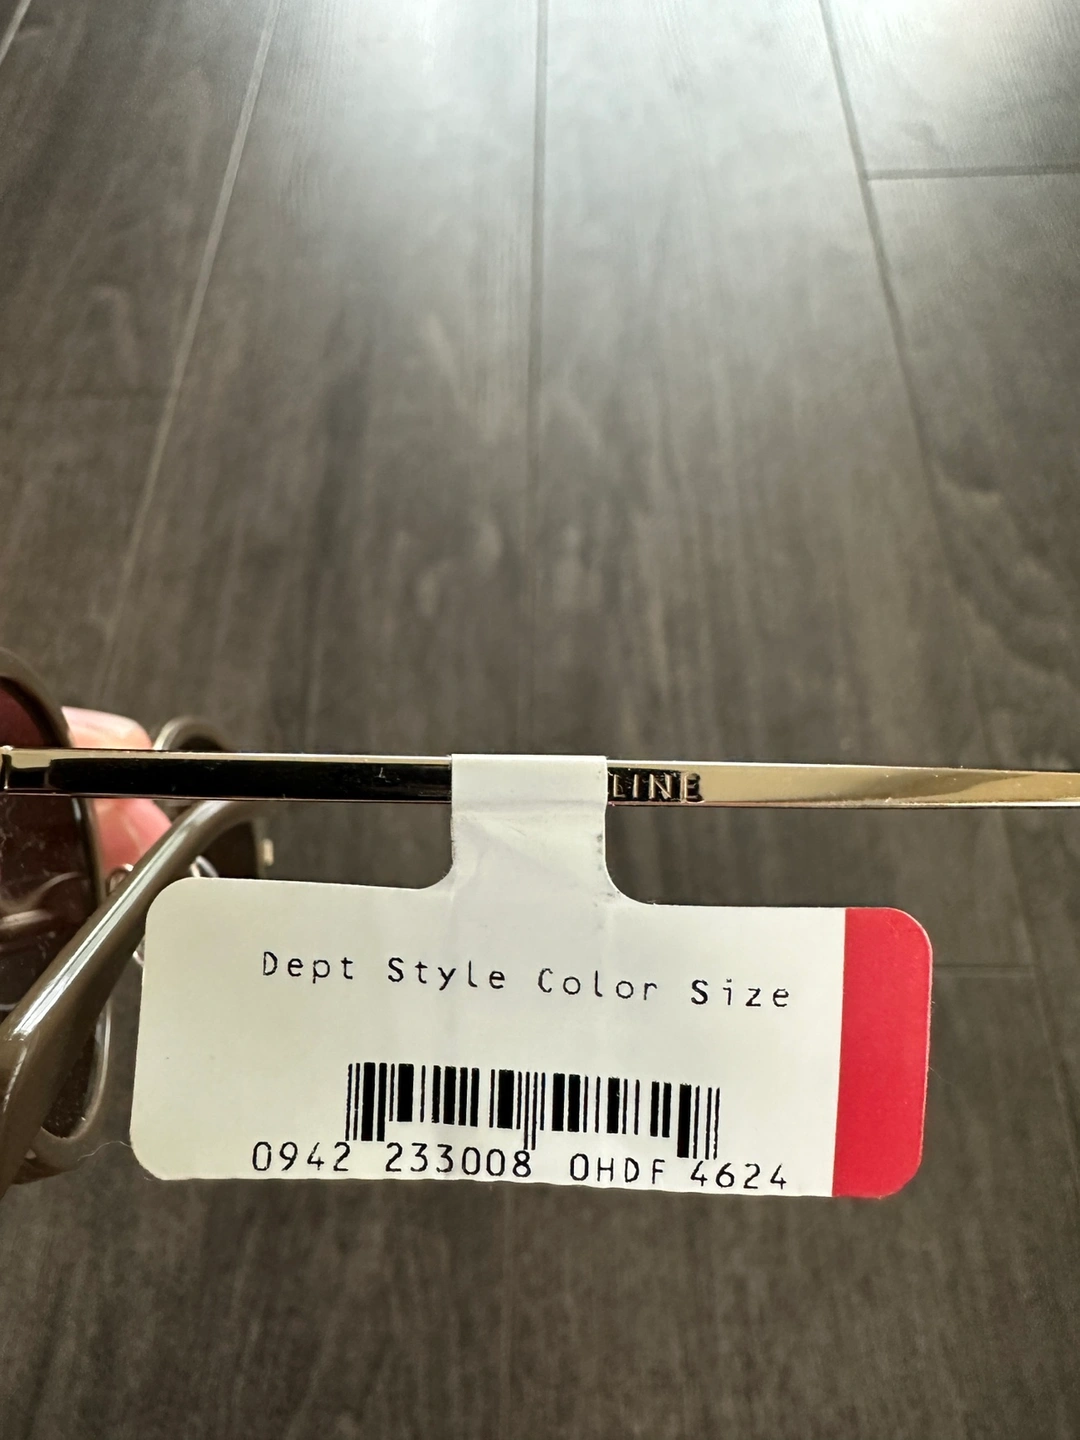 LINE
Dept Style Color Size
0942 233008 0HDF 4624